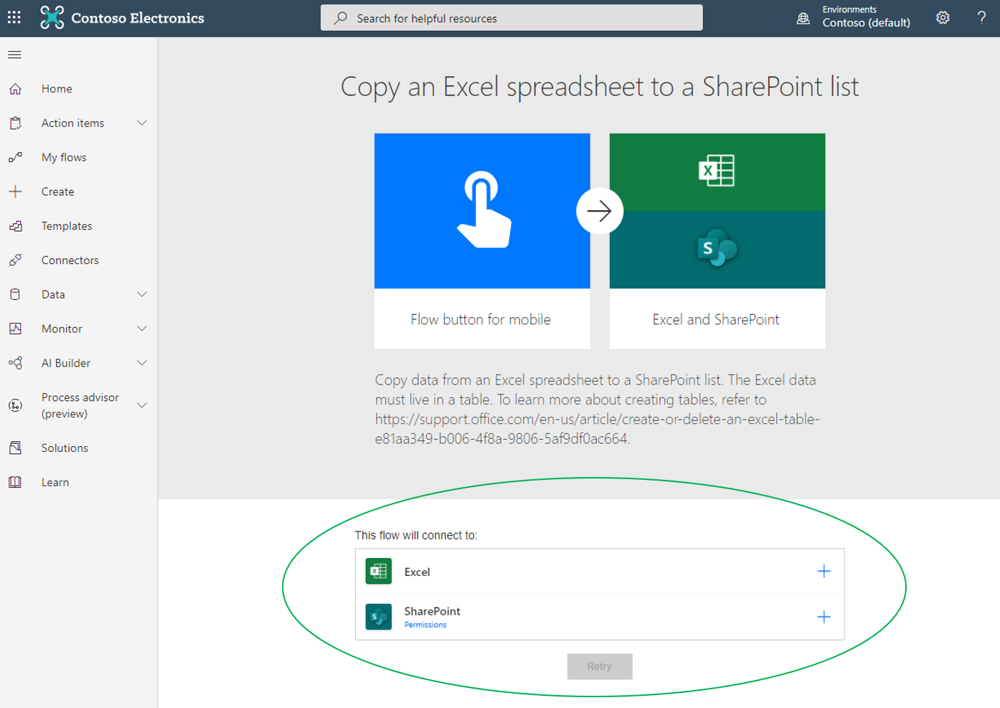 Contoso Electronics
Search for helpful resources
Environments
Contoso (default)
?
Home
Action items
My flows
Create
Templates
Connectors
Data
Monitor
AI Builder
Process advisor
(preview)
Solutions
Learn
Copy an Excel spreadsheet to a SharePoint list
X
S
Flow button for mobile
Excel and SharePoint
Copy data from an Excel spreadsheet to a SharePoint list. The Excel data
must live in a table. To learn more about creating tables, refer to
https://support.office.com/en-us/article/create-or-delete-an-excel-table-
e81aa349-b006-4f8a-9806-5af9df0ac664.
This flow will connect to:
X
Excel
S
SharePoint
Permissions
Retry